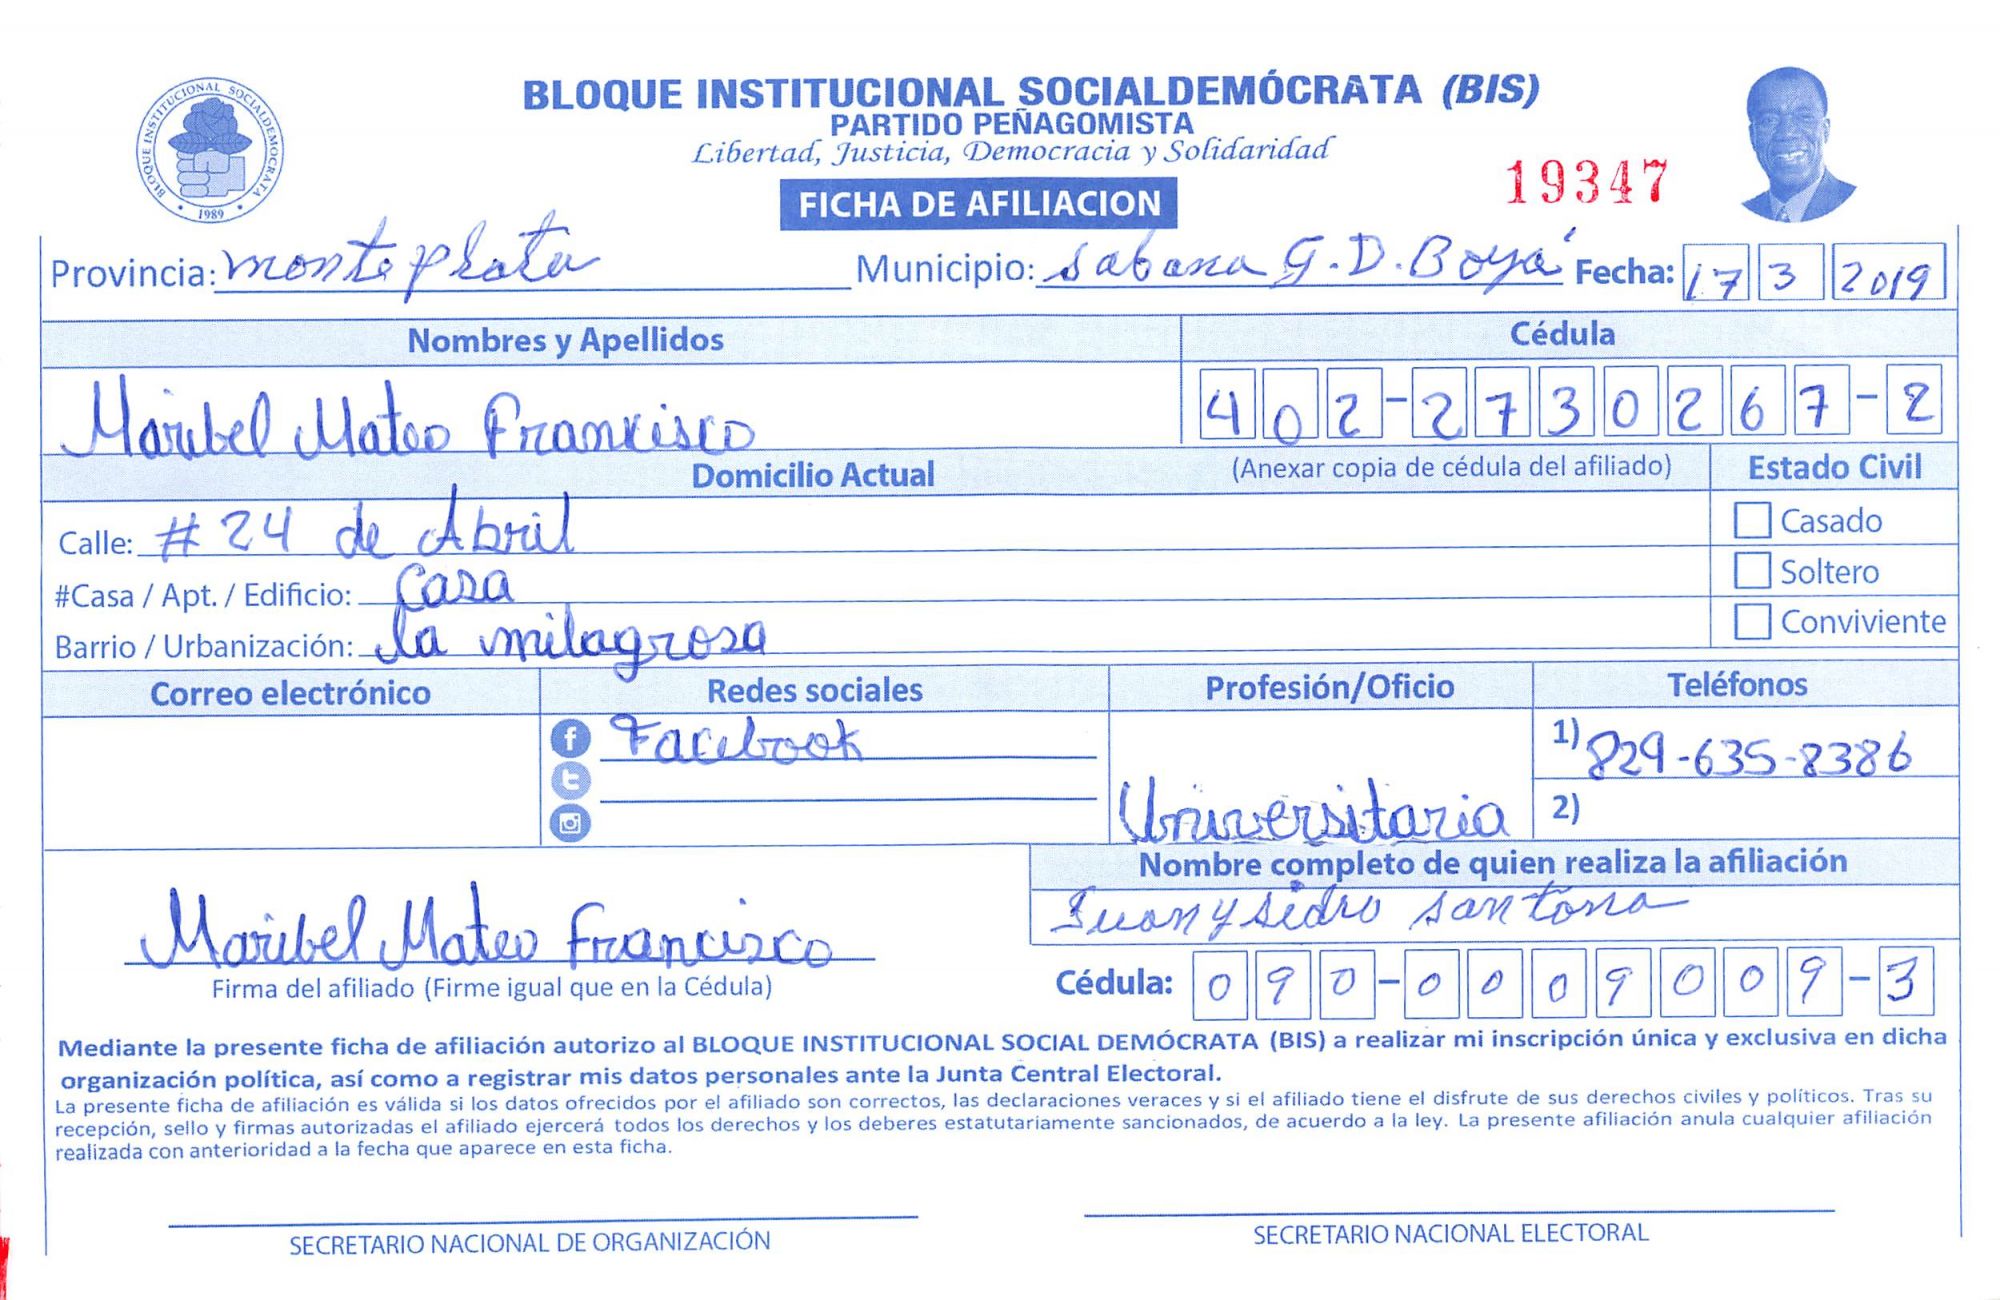 BLOQUE INSTITUCIONAL SOCIALDEMÓCRATA (BIS)
PARTIDO PEÑAGOMISTA
Libertad, Justicia, Democracia y Solidaridad
BLOQUE INSTITUCIONAL SOCIALDEMOCRATA
• 1989 •
19347
FICHA DE AFILIACION
Provincia: monte plata Municipio: sabana G.D. Boyá Fecha: 17 3 2019
Nombres y Apellidos Cédula
Maribel Mateo Francisco 402-2730267-2
Domicilio Actual (Anexar copia de cédula del afiliado) Estado Civil
Calle: # 24 de Abril Casado
#Casa / Apt. / Edificio: Casa Soltero
Barrio / Urbanización: la milagrosa Conviviente
Correo electrónico Redes sociales Profesión/Oficio Teléfonos
Facebook 1) 829-635-8386
Universitaria 2)
Nombre completo de quien realiza la afiliación
Juan ysidro santana
Maribel Mateo Francisco
Firma del afiliado (Firme igual que en la Cédula) Cédula: 090-0009009-3
Mediante la presente ficha de afiliación autorizo al BLOQUE INSTITUCIONAL SOCIAL DEMÓCRATA (BIS) a realizar mi inscripción única y exclusiva en dicha
organización política, así como a registrar mis datos personales ante la Junta Central Electoral.
La presente ficha de afiliación es válida si los datos ofrecidos por el afiliado son correctos, las declaraciones veraces y si el afiliado tiene el disfrute de sus derechos civiles y políticos. Tras su
recepción, sello y firmas autorizadas el afiliado ejercerá todos los derechos y los deberes estatutariamente sancionados, de acuerdo a la ley. La presente afiliación anula cualquier afiliación
realizada con anterioridad a la fecha que aparece en esta ficha.
SECRETARIO NACIONAL DE ORGANIZACIÓN SECRETARIO NACIONAL ELECTORAL